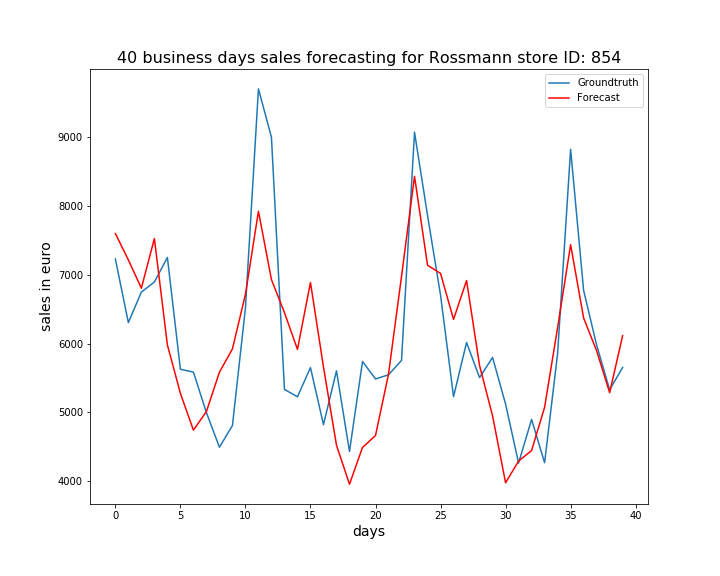 40 business days sales forecasting for Rossmann store ID: 854
Groundtruth
Forecast
sales in euro
9000
8000
7000
6000
5000
4000
0 5 10 15 20 25 30 35 40
days